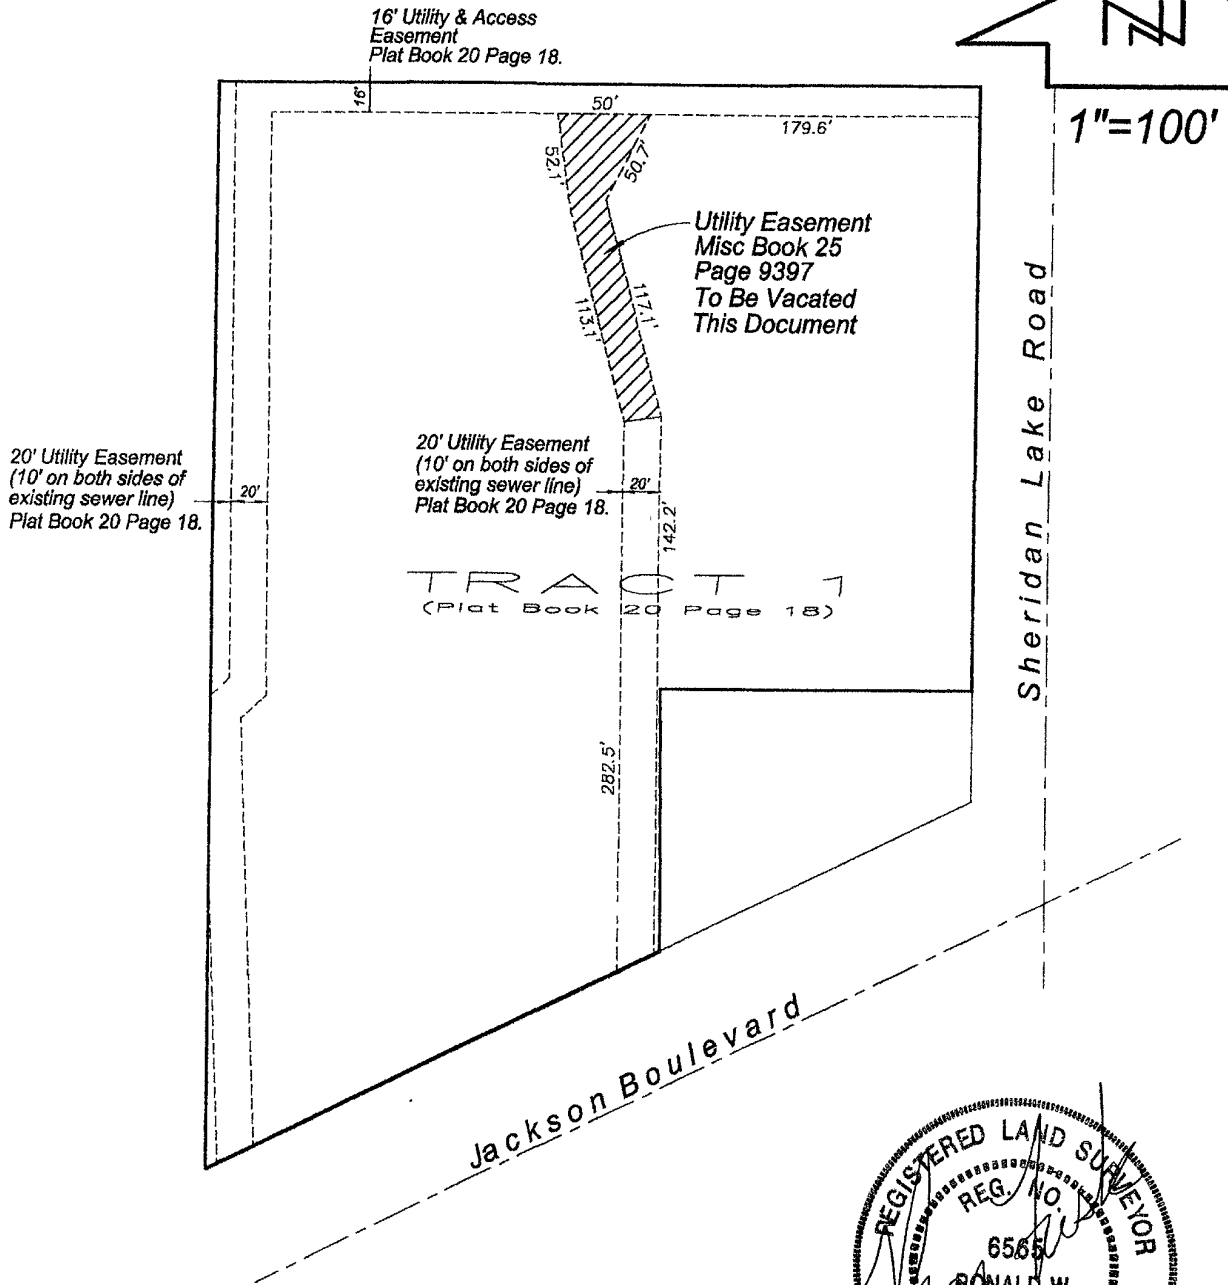 16' Utility & Access
Easement
Plat Book 20 Page 18.
N
1"=100'
16'
50'
179.6'
52.1'
50.7'
Utility Easement
Misc Book 25
Page 9397
To Be Vacated
This Document
113.1'
117.1'
20' Utility Easement
(10' on both sides of
existing sewer line)
Plat Book 20 Page 18.
20'
20' Utility Easement
(10' on both sides of
existing sewer line)
Plat Book 20 Page 18.
20'
142.2'
TRACT 1
(Plat Book 20 Page 18)
Sheridan Lake Road
282.5'
Jackson Boulevard
REGISTERED LAND SURVEYOR
REG. NO.
6565
RONALD W.